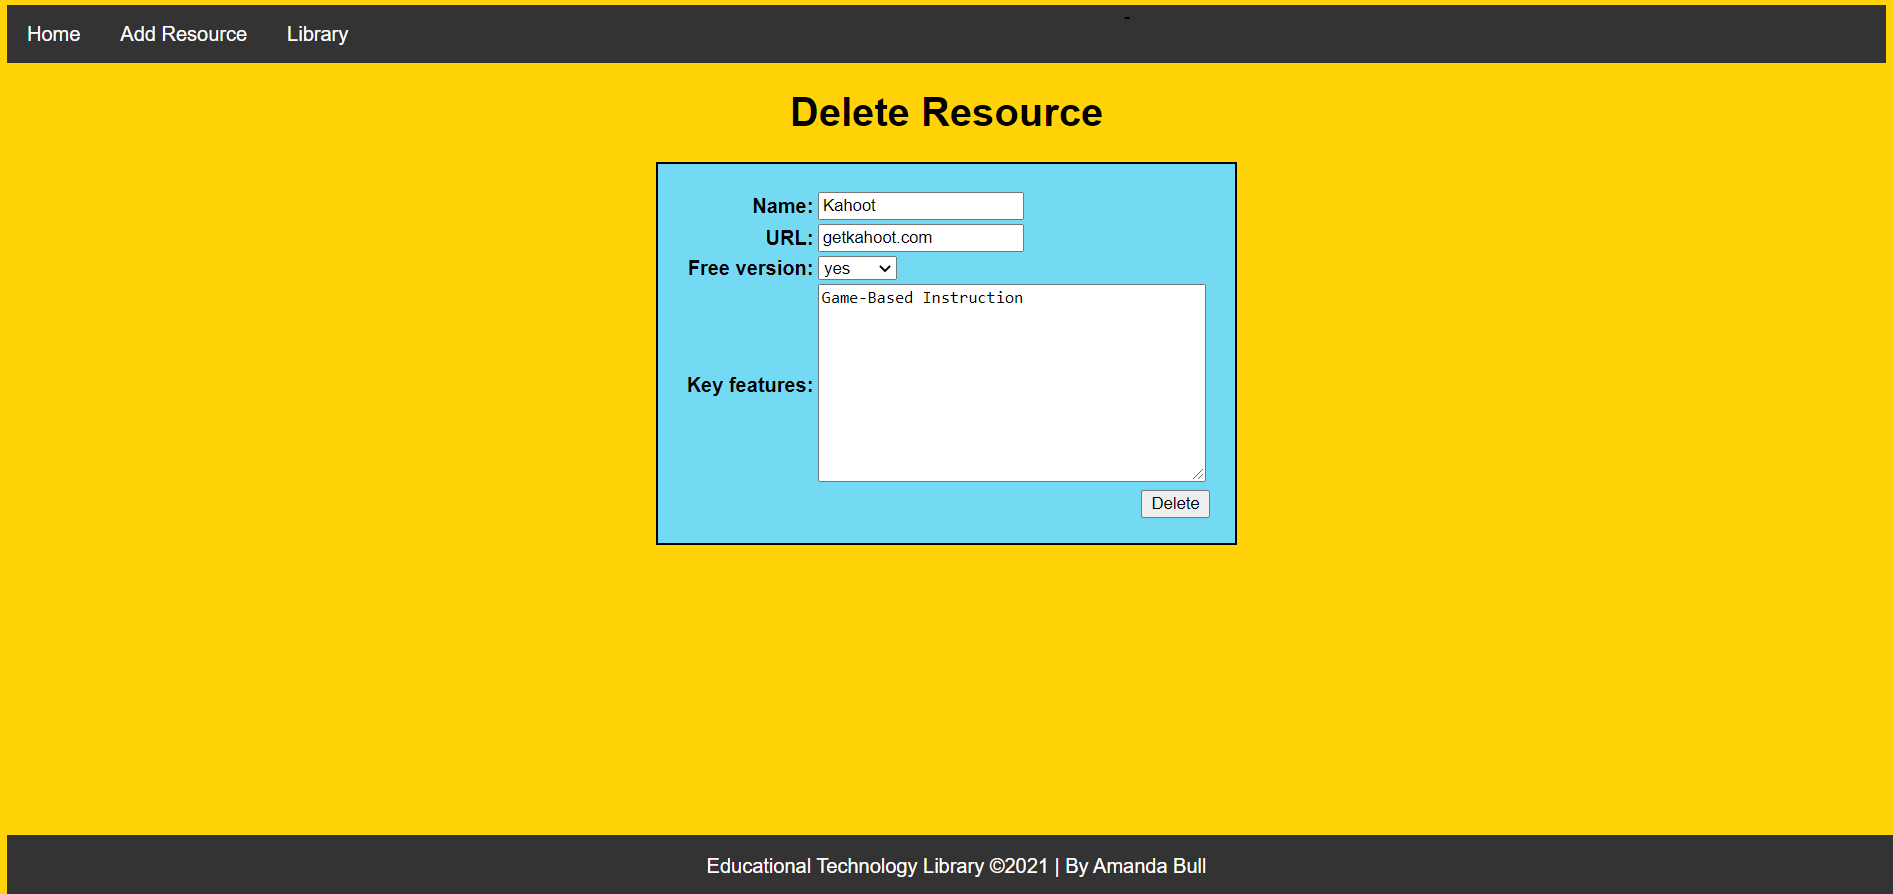 Home Add Resource Library
-
Delete Resource
Name: Kahoot
URL: getkahoot.com
Free version: yes
Game-Based Instruction
Key features:
Delete
Educational Technology Library ©2021 | By Amanda Bull